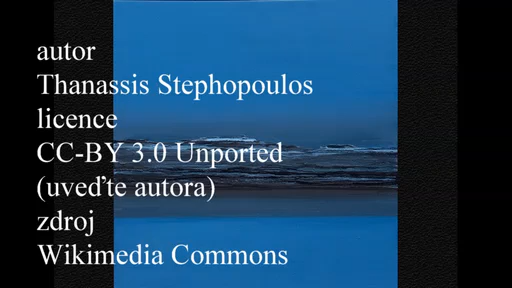 autor
Thanassis Stephopoulos
licence
CC-BY 3.0 Unported
(uveďte autora)
zdroj
Wikimedia Commons